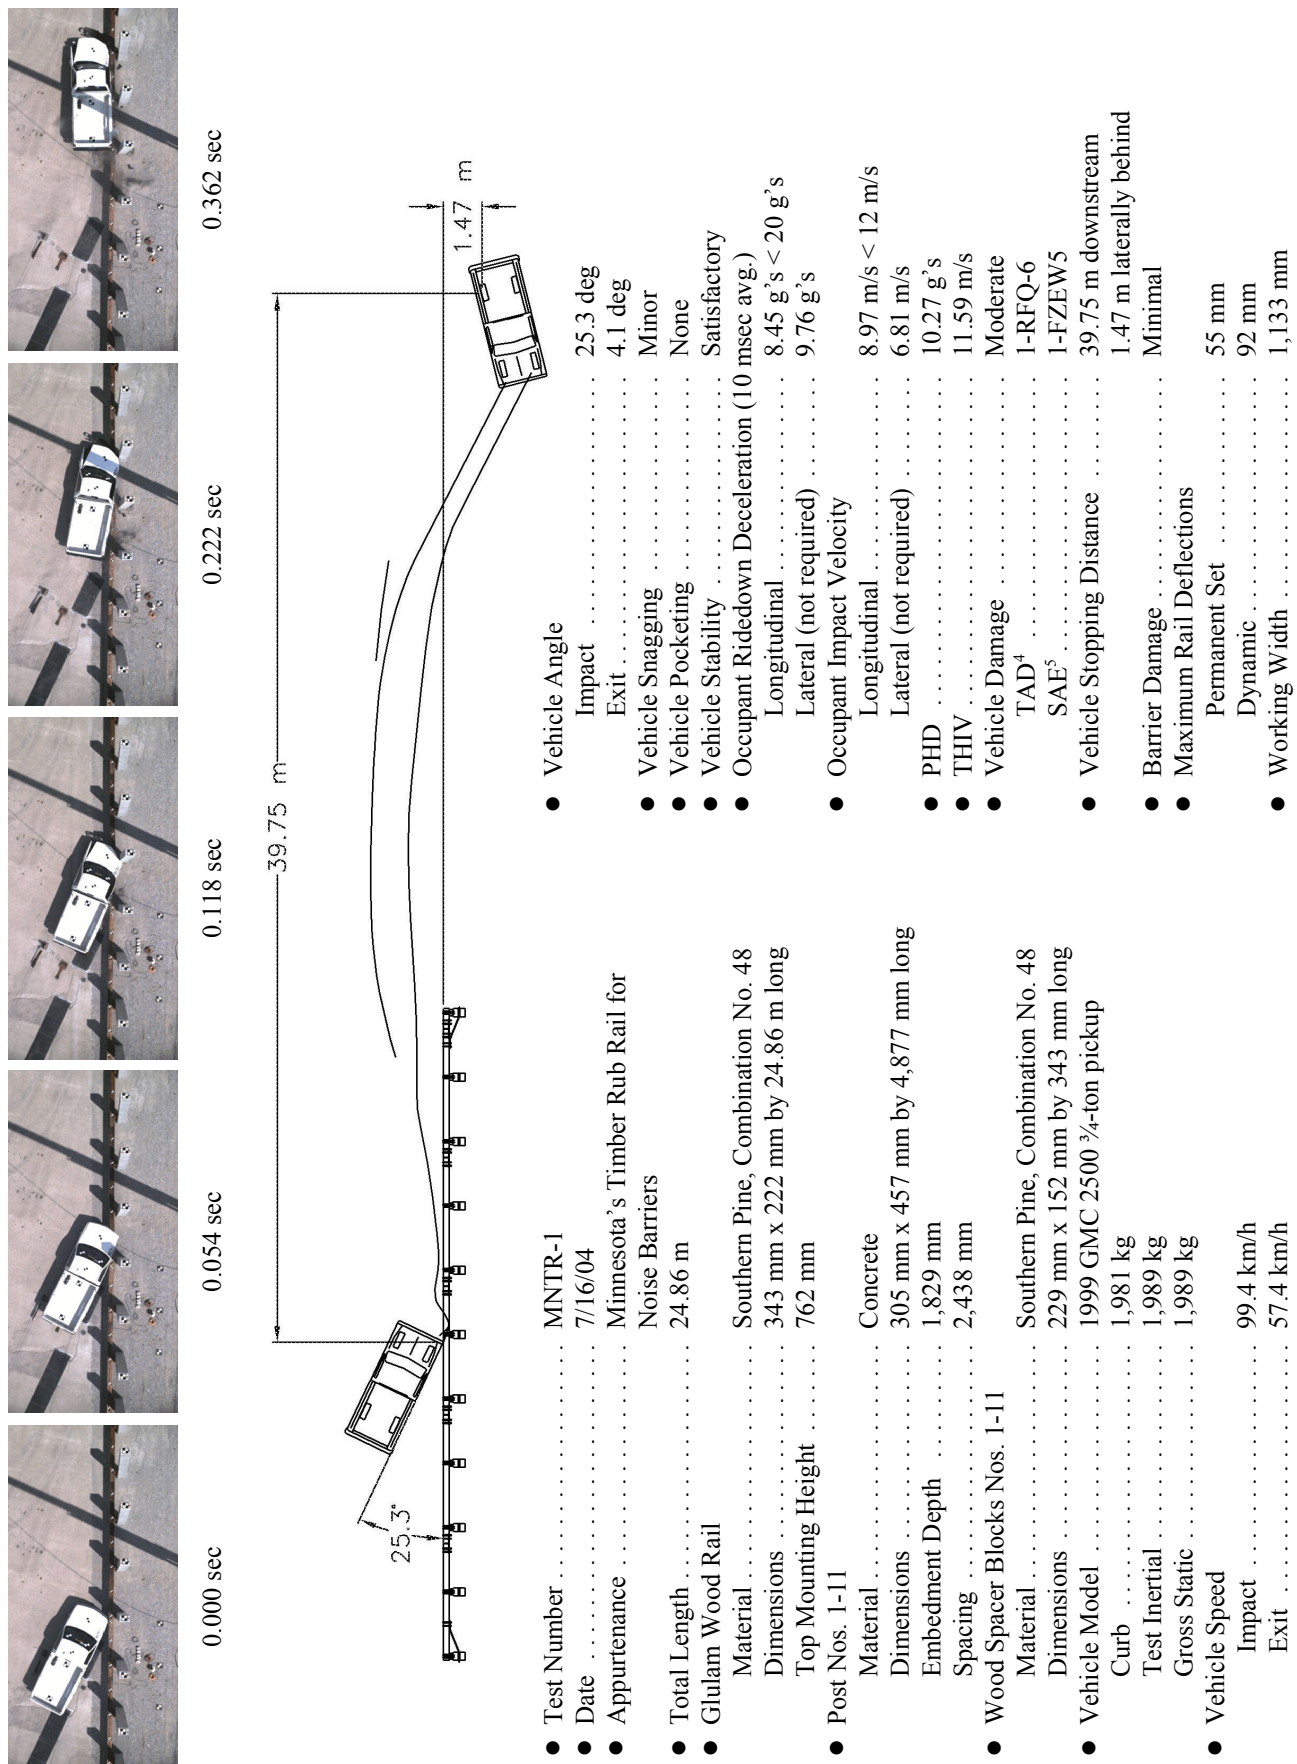 0.000 sec
0.054 sec
0.118 sec
0.222 sec
0.362 sec
39.75 m
1.47 m
25.3°
● Test Number . . . . . . . . . . MNTR-1
● Date . . . . . . . . . . 7/16/04
● Appurtenance . . . . . . . . . . Minnesota's Timber Rub Rail for
Noise Barriers
● Total Length . . . . . . . . . . 24.86 m
● Glulam Wood Rail
Material . . . . . . . . . . Southern Pine, Combination No. 48
Dimensions . . . . . . . . . . 343 mm x 222 mm by 24.86 m long
Top Mounting Height . . . . . . . . . . 762 mm
● Post Nos. 1-11
Material . . . . . . . . . . Concrete
Dimensions . . . . . . . . . . 305 mm x 457 mm by 4,877 mm long
Embedment Depth . . . . . . . . . . 1,829 mm
Spacing . . . . . . . . . . 2,438 mm
● Wood Spacer Blocks Nos. 1-11
Material . . . . . . . . . . Southern Pine, Combination No. 48
Dimensions . . . . . . . . . . 229 mm x 152 mm by 343 mm long
● Vehicle Model . . . . . . . . . . 1999 GMC 2500 ¾-ton pickup
Curb . . . . . . . . . . 1,981 kg
Test Inertial . . . . . . . . . . 1,989 kg
Gross Static . . . . . . . . . . 1,989 kg
● Vehicle Speed
Impact . . . . . . . . . . 99.4 km/h
Exit . . . . . . . . . . 57.4 km/h
● Vehicle Angle
Impact . . . . . . . . . . 25.3 deg
Exit . . . . . . . . . . 4.1 deg
● Vehicle Snagging . . . . . . . . . . Minor
● Vehicle Pocketing . . . . . . . . . . None
● Vehicle Stability . . . . . . . . . . Satisfactory
● Occupant Ridedown Deceleration (10 msec avg.)
Longitudinal . . . . . . . . . . 8.45 g's < 20 g's
Lateral (not required) . . . . . . . . . . 9.76 g's
● Occupant Impact Velocity
Longitudinal . . . . . . . . . . 8.97 m/s < 12 m/s
Lateral (not required) . . . . . . . . . . 6.81 m/s
● PHD . . . . . . . . . . 10.27 g's
● THIV . . . . . . . . . . 11.59 m/s
● Vehicle Damage . . . . . . . . . . Moderate
TAD⁴ . . . . . . . . . . 1-RFQ-6
SAE⁵ . . . . . . . . . . 1-FZEW5
● Vehicle Stopping Distance . . . . . . . . . . 39.75 m downstream
1.47 m laterally behind
● Barrier Damage . . . . . . . . . . Minimal
● Maximum Rail Deflections
Permanent Set . . . . . . . . . . 55 mm
Dynamic . . . . . . . . . . 92 mm
● Working Width . . . . . . . . . . 1,133 mm